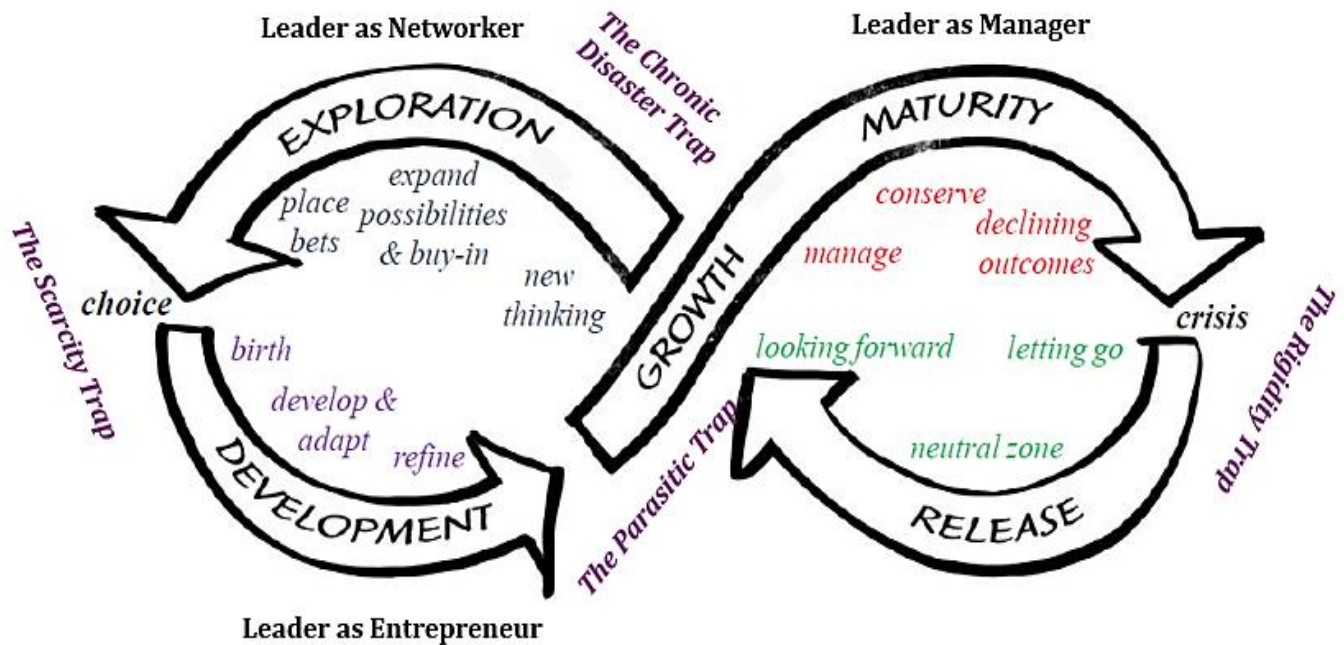 Leader as Networker
Leader as Manager
The Chronic
Disaster Trap
EXPLORATION
MATURITY
expand
possibilities
& buy-in
place
bets
new
thinking
conserve
declining
outcomes
manage
The Scarcity Trap
choice
GROWTH
crisis
The Rigidity Trap
birth
develop &
adapt
refine
looking forward
letting go
neutral zone
DEVELOPMENT
The Parasitic Trap
RELEASE
Leader as Entrepreneur